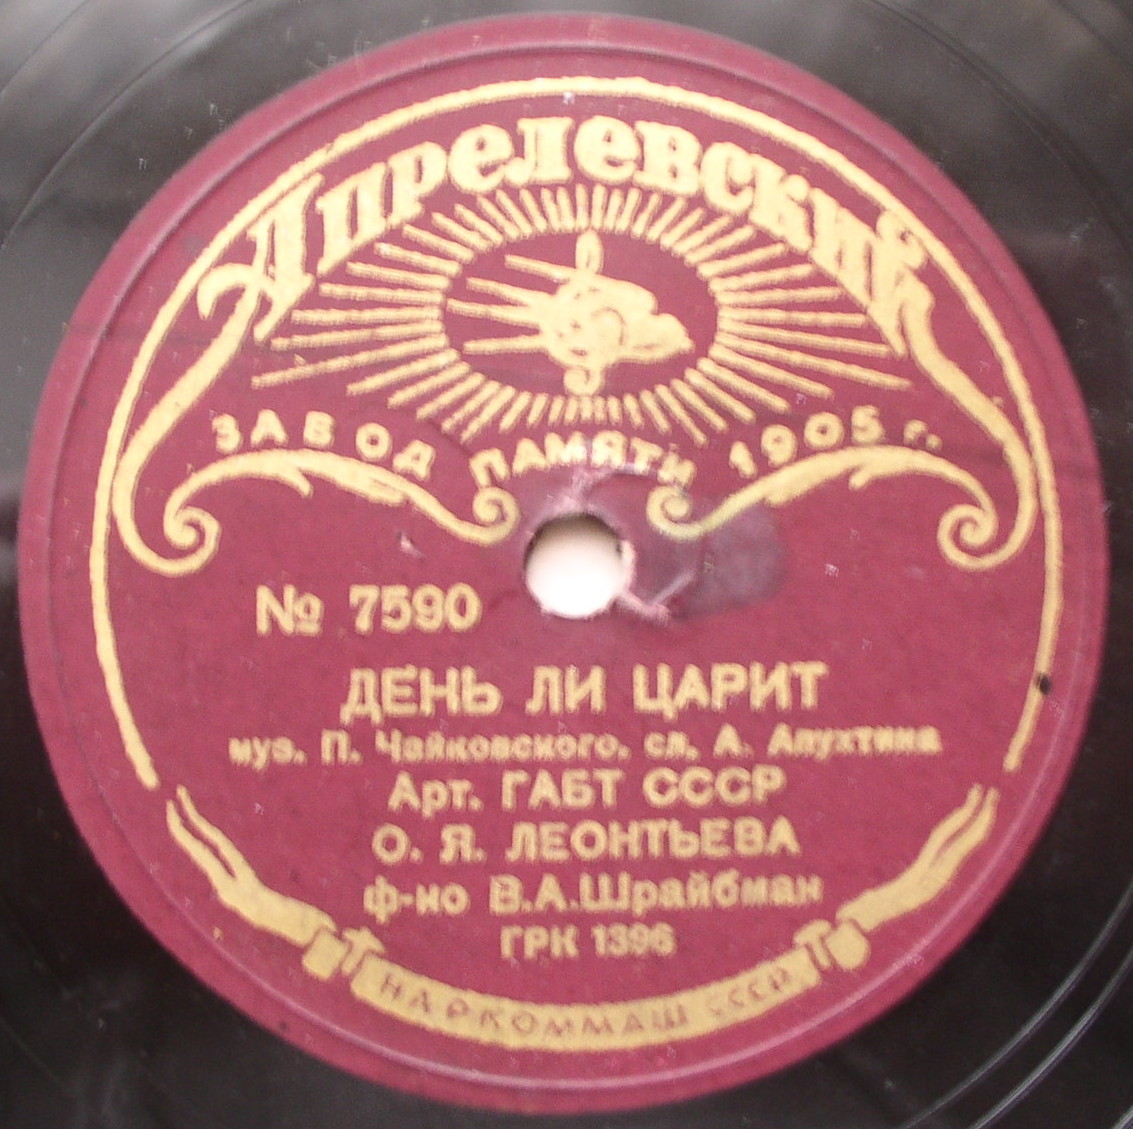 Апрелевский
ЗАВОД ПАМЯТИ 1905 г.
№ 7590
ДЕНЬ ЛИ ЦАРИТ
муз. П. Чайковского, сл. А. Апухтина
Арт. ГАБТ СССР
О. Я. ЛЕОНТЬЕВА
ф-но В.А.Шрайбман
ГРК 1396
НАРКОММАШ СССР